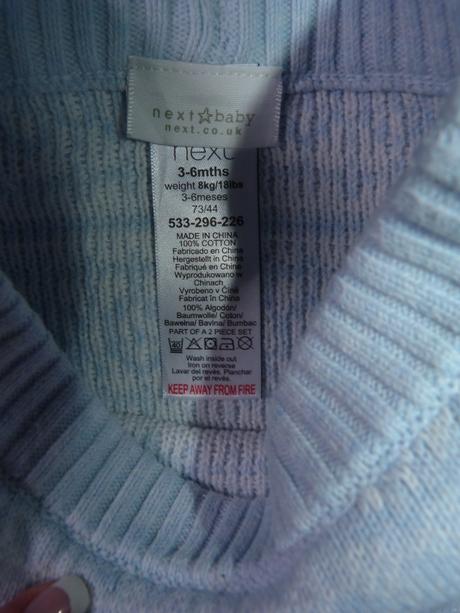 next☆baby
next.co.uk
next
3-6mths
weight 8kg/18lbs
3-6meses
73/44
533-296-226
MADE IN CHINA
100% COTTON
Fabricado en China
Hergestellt in China
Fabriqué en China
Wyprodukowano w
Chinach
Vyrobeno v Číně
Fabricat în China
100% Algodón/
Baumwolle/ Coton/
Bawełna/ Bavlna/ Bumbac
PART OF A 2 PIECE SET
40
Wash inside out
Iron on reverse
Lavar del revés. Planchar
por el revés.
KEEP AWAY FROM FIRE